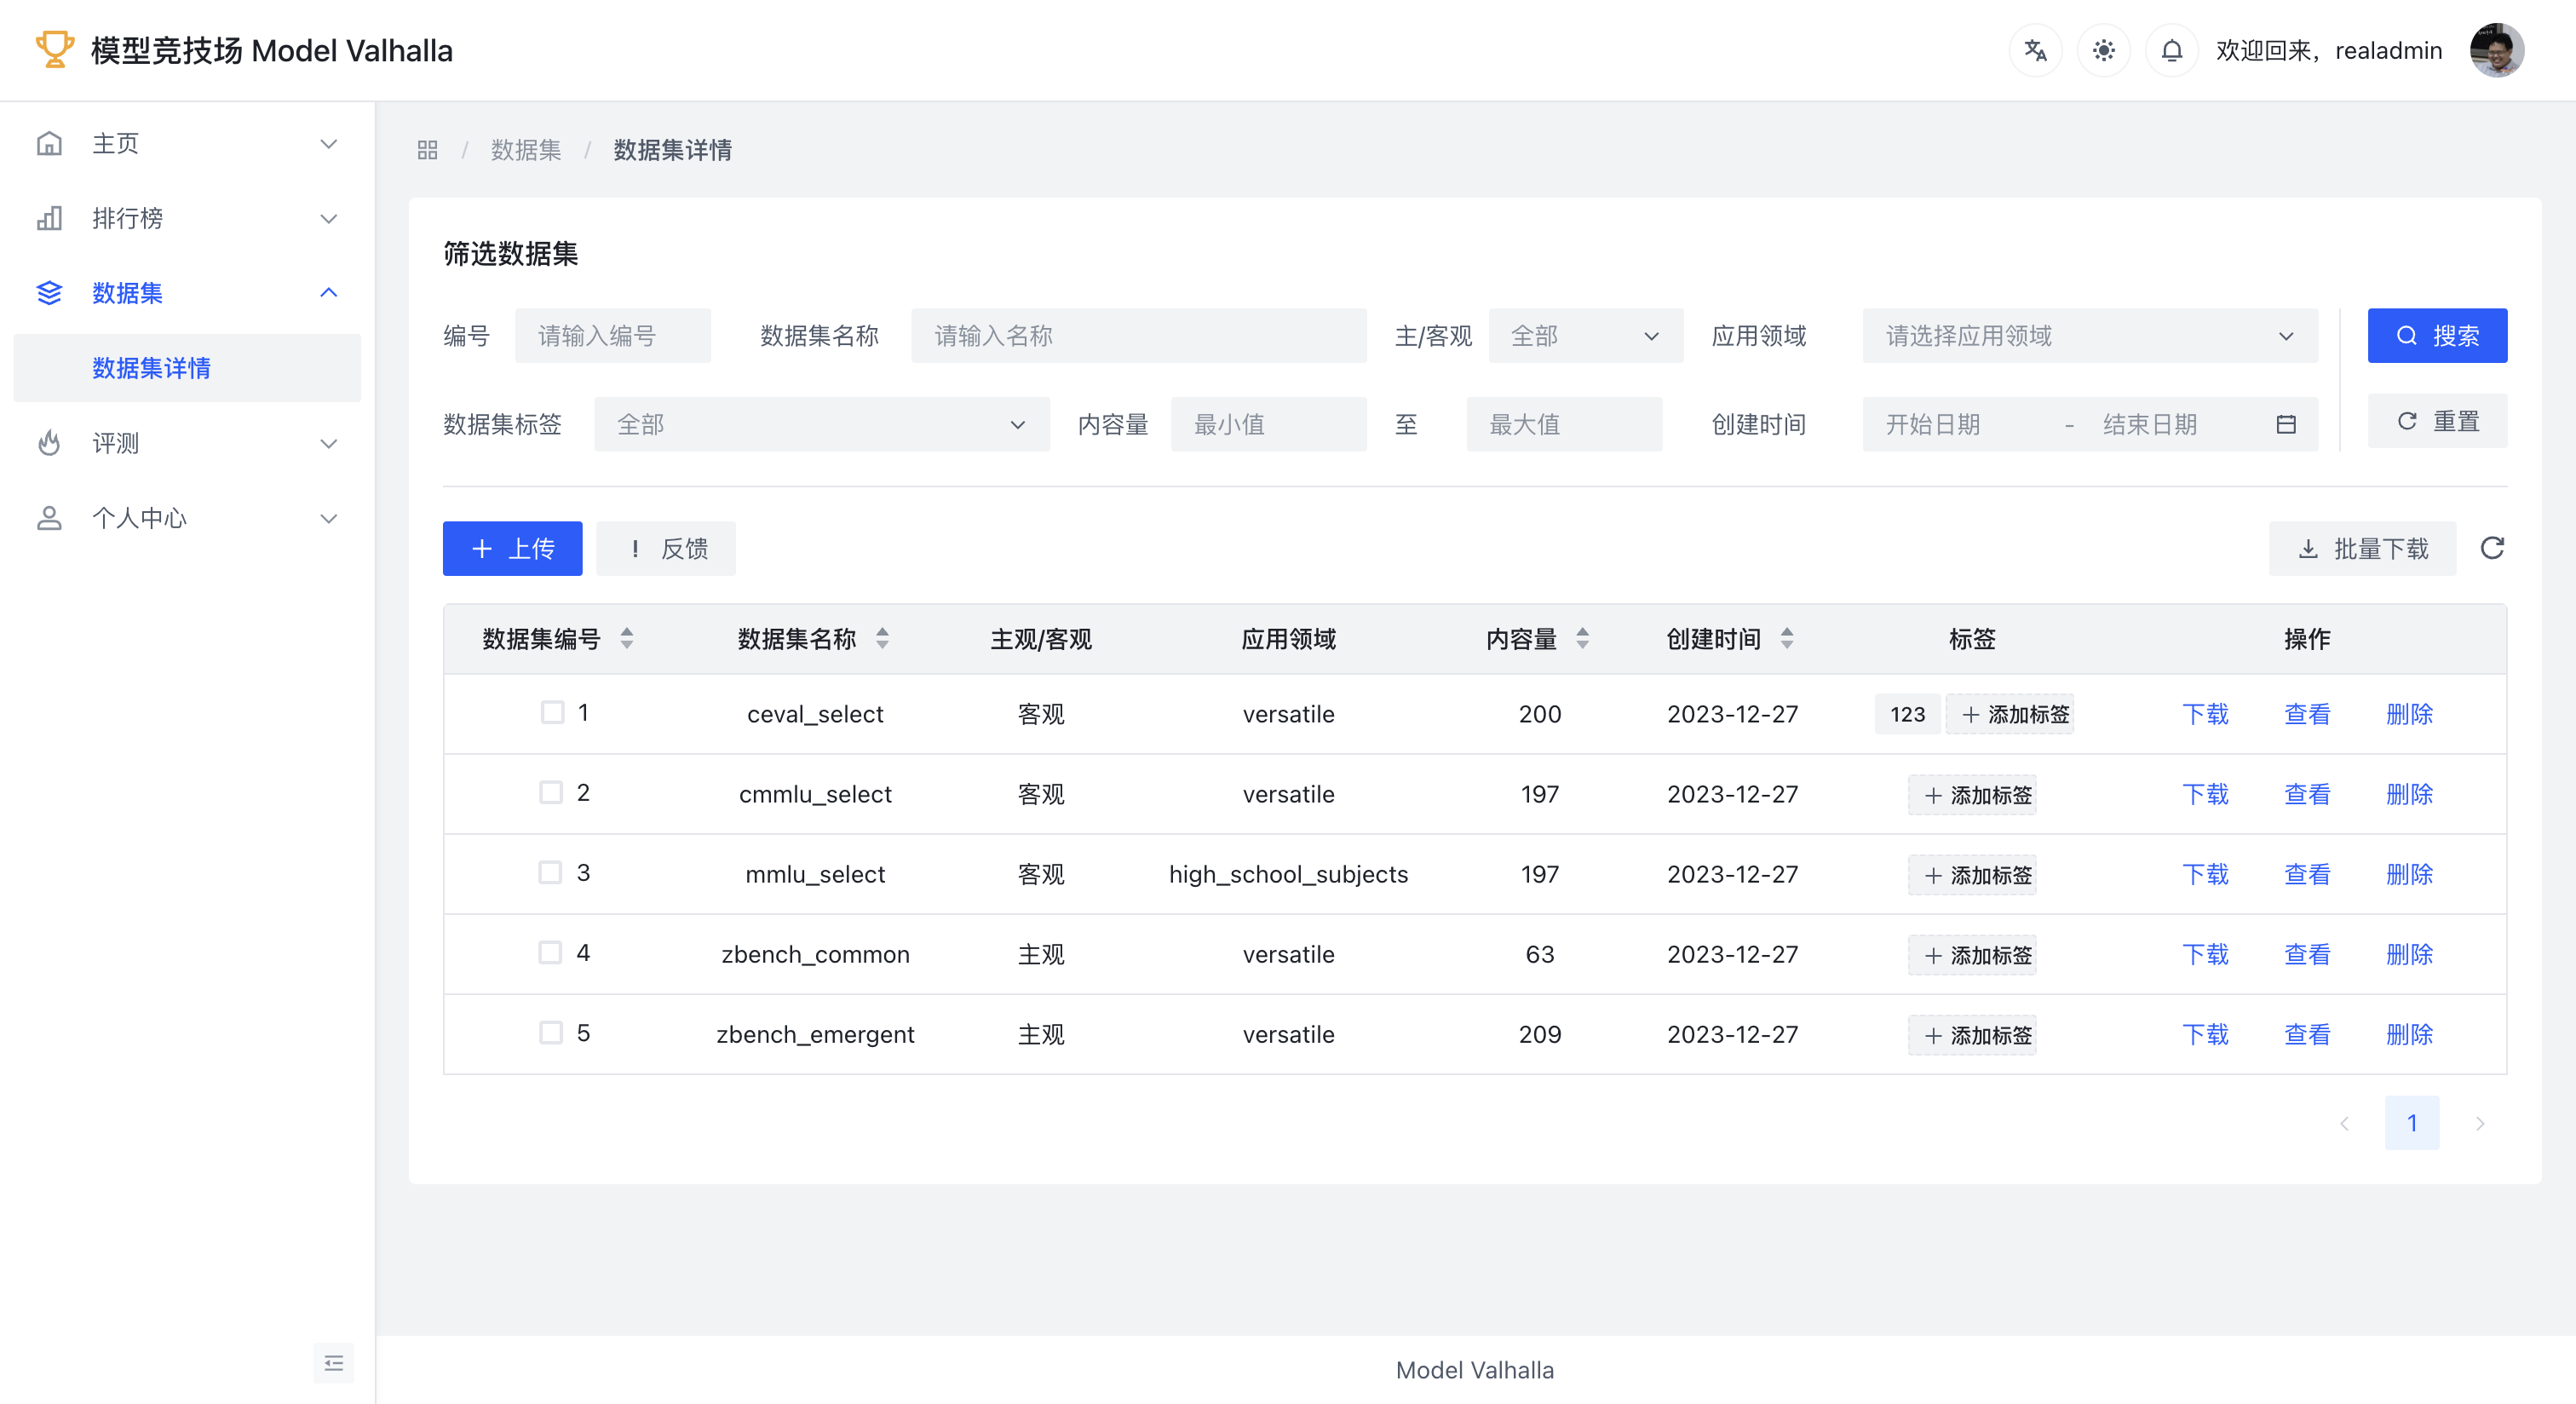 模型竞技场 Model Valhalla
欢迎回来，realadmin
主页
排行榜
数据集
数据集详情
评测
个人中心
/ 数据集 / 数据集详情
筛选数据集
编号 请输入编号 数据集名称 请输入名称 主/客观 全部 应用领域 请选择应用领域 搜索
数据集标签 全部 内容量 最小值 至 最大值 创建时间 开始日期 - 结束日期 重置
+ 上传 ! 反馈 批量下载
数据集编号 数据集名称 主观/客观 应用领域 内容量 创建时间 标签 操作
1 ceval_select 客观 versatile 200 2023-12-27 123 + 添加标签 下载 查看 删除
2 cmmlu_select 客观 versatile 197 2023-12-27 + 添加标签 下载 查看 删除
3 mmlu_select 客观 high_school_subjects 197 2023-12-27 + 添加标签 下载 查看 删除
4 zbench_common 主观 versatile 63 2023-12-27 + 添加标签 下载 查看 删除
5 zbench_emergent 主观 versatile 209 2023-12-27 + 添加标签 下载 查看 删除
1
Model Valhalla